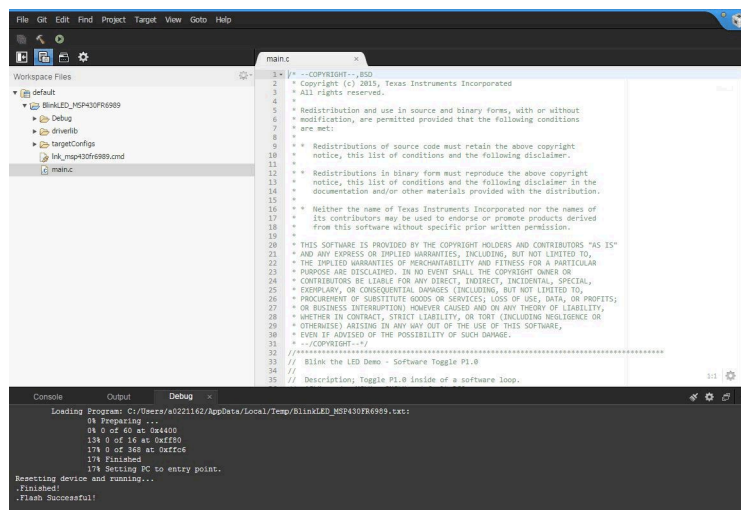 File Git Edit Find Project Target View Goto Help
main.c ×
Workspace Files
default
BlinkLED_MSP430FR6989
Debug
driverlib
targetConfigs
lnk_msp430fr6989.cmd
main.c
1 /* --COPYRIGHT--,BSD
2 * Copyright (c) 2015, Texas Instruments Incorporated
3 * All rights reserved.
4 *
5 * Redistribution and use in source and binary forms, with or without
6 * modification, are permitted provided that the following conditions
7 * are met:
8 *
9 * * Redistributions of source code must retain the above copyright
10 * notice, this list of conditions and the following disclaimer.
11 *
12 * * Redistributions in binary form must reproduce the above copyright
13 * notice, this list of conditions and the following disclaimer in the
14 * documentation and/or other materials provided with the distribution.
15 *
16 * * Neither the name of Texas Instruments Incorporated nor the names of
17 * its contributors may be used to endorse or promote products derived
18 * from this software without specific prior written permission.
19 *
20 * THIS SOFTWARE IS PROVIDED BY THE COPYRIGHT HOLDERS AND CONTRIBUTORS "AS IS"
21 * AND ANY EXPRESS OR IMPLIED WARRANTIES, INCLUDING, BUT NOT LIMITED TO,
22 * THE IMPLIED WARRANTIES OF MERCHANTABILITY AND FITNESS FOR A PARTICULAR
23 * PURPOSE ARE DISCLAIMED. IN NO EVENT SHALL THE COPYRIGHT OWNER OR
24 * CONTRIBUTORS BE LIABLE FOR ANY DIRECT, INDIRECT, INCIDENTAL, SPECIAL,
25 * EXEMPLARY, OR CONSEQUENTIAL DAMAGES (INCLUDING, BUT NOT LIMITED TO,
26 * PROCUREMENT OF SUBSTITUTE GOODS OR SERVICES; LOSS OF USE, DATA, OR PROFITS;
27 * OR BUSINESS INTERRUPTION) HOWEVER CAUSED AND ON ANY THEORY OF LIABILITY,
28 * WHETHER IN CONTRACT, STRICT LIABILITY, OR TORT (INCLUDING NEGLIGENCE OR
29 * OTHERWISE) ARISING IN ANY WAY OUT OF THE USE OF THIS SOFTWARE,
30 * EVEN IF ADVISED OF THE POSSIBILITY OF SUCH DAMAGE.
31 * --/COPYRIGHT--*/
32 //******************************************************************************
33 // Blink the LED Demo - Software Toggle P1.0
34 //
35 // Description; Toggle P1.0 inside of a software loop.
1:1
Console Output Debug ×
Loading Program: C:/Users/a0221162/AppData/Local/Temp/BlinkLED_MSP430FR6989.txt:
0% Preparing ...
0% 0 of 60 at 0x4400
13% 0 of 16 at 0xff80
17% 0 of 368 at 0xffc6
17% Finished
17% Setting PC to entry point.
Resetting device and running...
.Finished!
.Flash Successful!